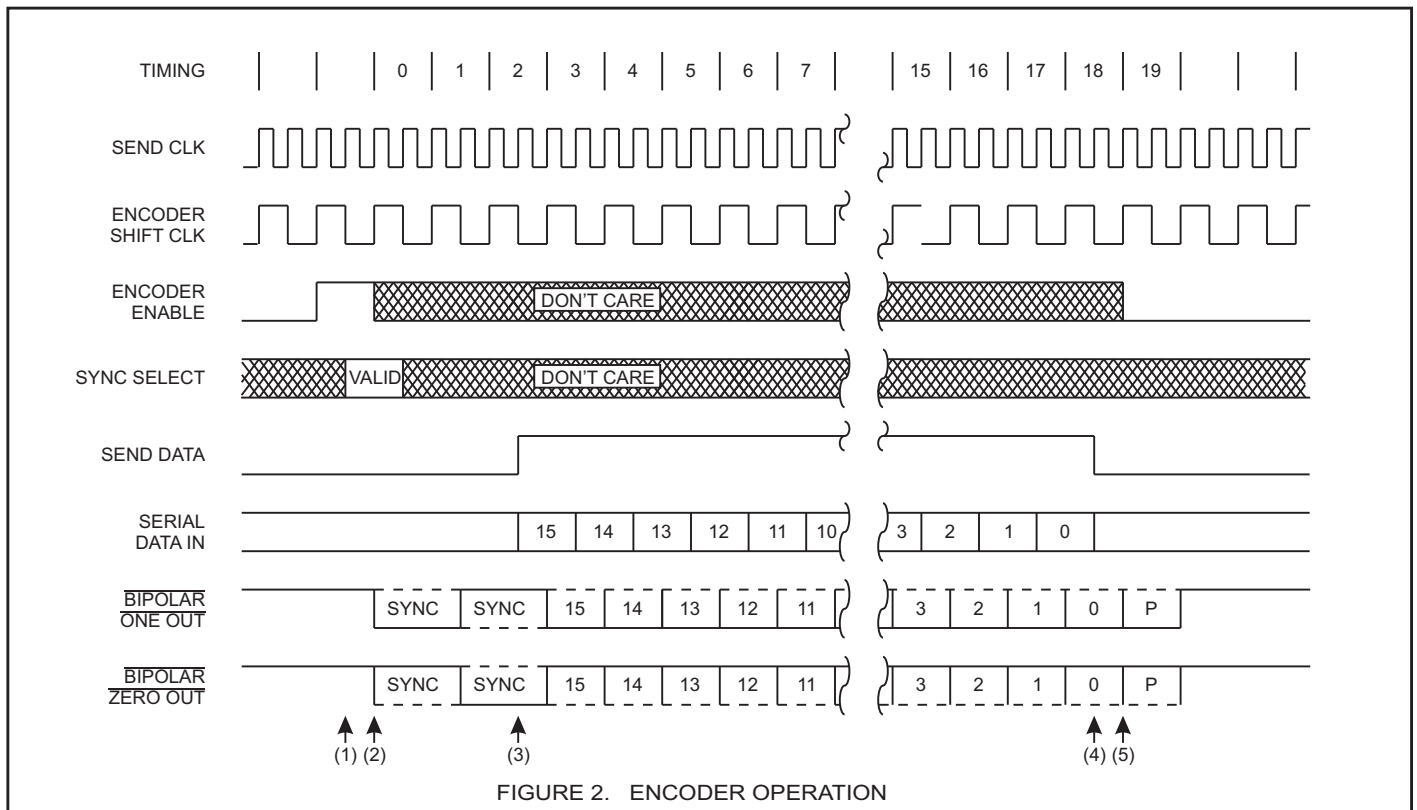 TIMING 0 1 2 3 4 5 6 7 15 16 17 18 19
SEND CLK
ENCODER
SHIFT CLK
ENCODER
ENABLE
DON'T CARE
SYNC SELECT VALID DON'T CARE
SEND DATA
SERIAL
DATA IN
15 14 13 12 11 10 3 2 1 0
BIPOLAR
ONE OUT
SYNC SYNC 15 14 13 12 11 3 2 1 0 P
BIPOLAR
ZERO OUT
SYNC SYNC 15 14 13 12 11 3 2 1 0 P
(1) (2) (3) (4) (5)
FIGURE 2. ENCODER OPERATION